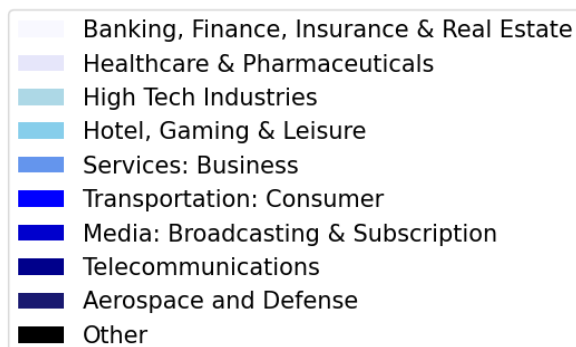 Banking, Finance, Insurance & Real Estate
Healthcare & Pharmaceuticals
High Tech Industries
Hotel, Gaming & Leisure
Services: Business
Transportation: Consumer
Media: Broadcasting & Subscription
Telecommunications
Aerospace and Defense
Other